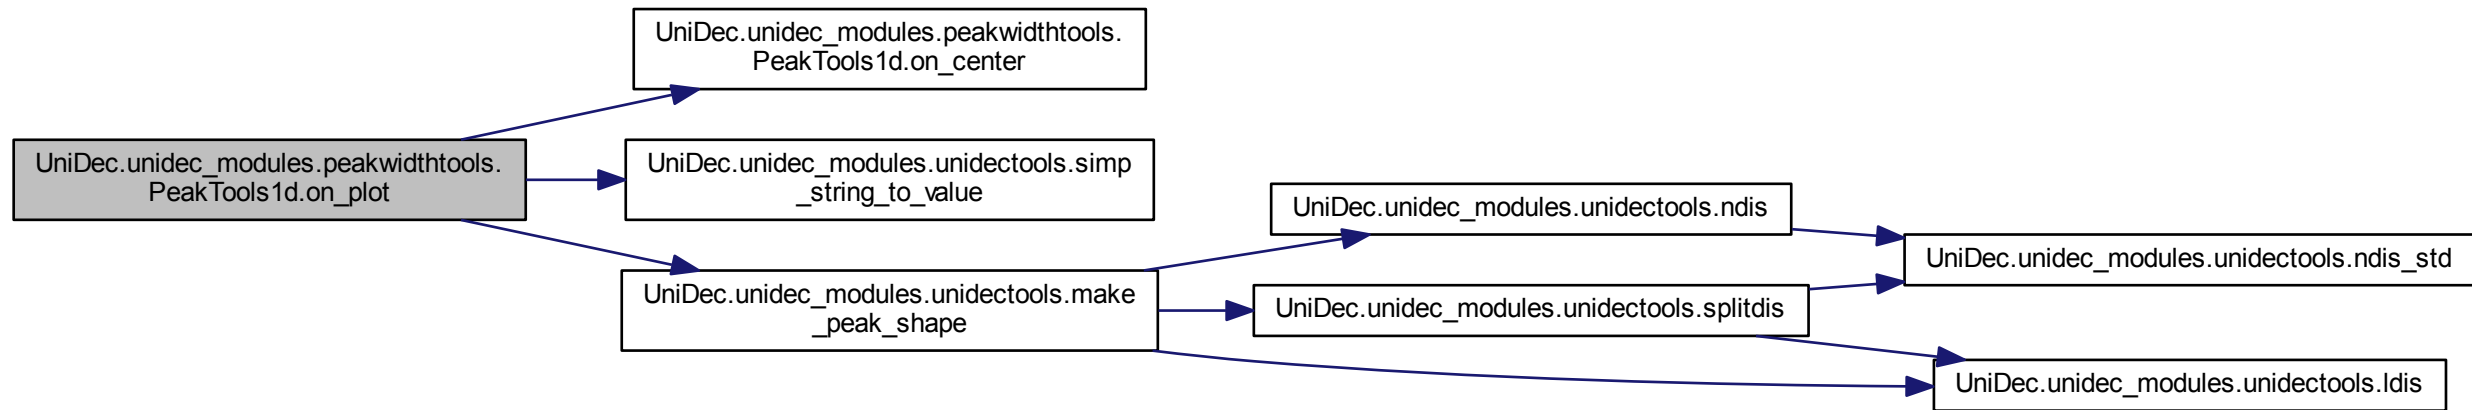 UniDec.unidec_modules.peakwidthtools.
PeakTools1d.on_plot
UniDec.unidec_modules.peakwidthtools.
PeakTools1d.on_center
UniDec.unidec_modules.unidectools.simp
_string_to_value
UniDec.unidec_modules.unidectools.make
_peak_shape
UniDec.unidec_modules.unidectools.ndis
UniDec.unidec_modules.unidectools.splitdis
UniDec.unidec_modules.unidectools.ndis_std
UniDec.unidec_modules.unidectools.ldis